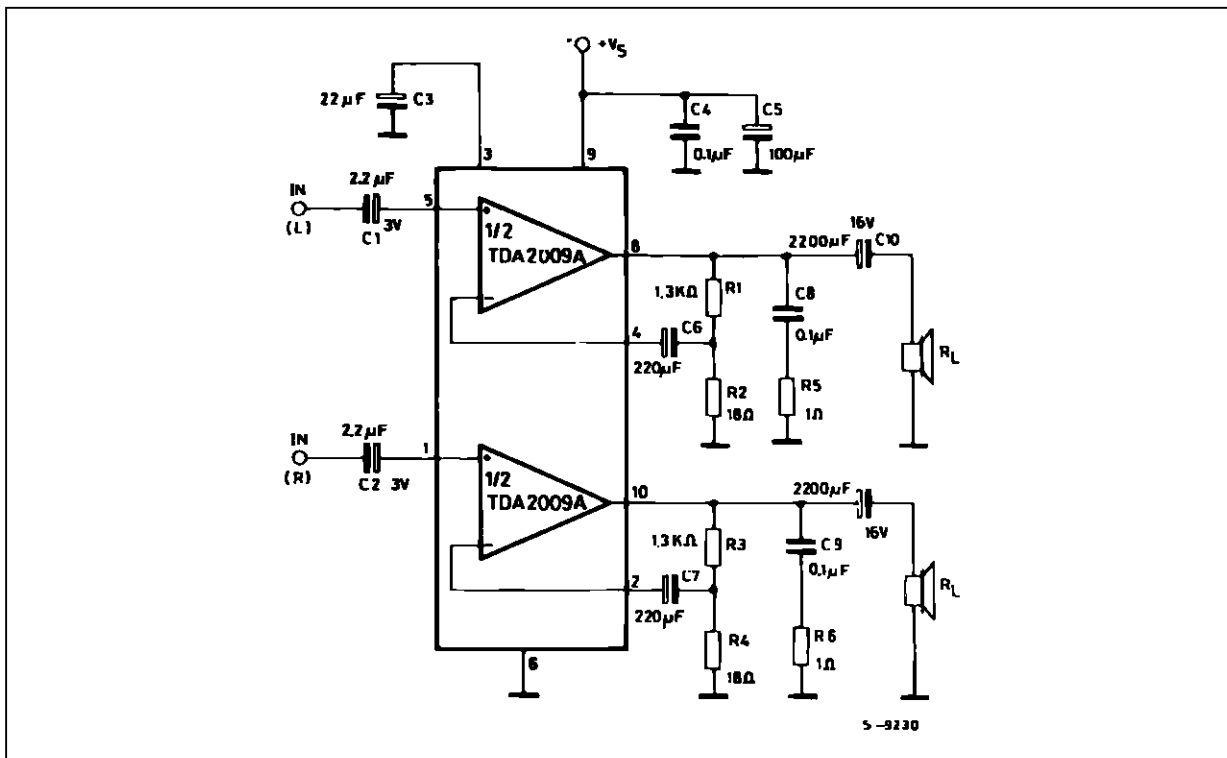 +VS
22µF C3
C4
0.1µF
C5
100µF
3
9
IN
(L)
2.2µF
3V
C1
5
1/2
TDA2009A
8
1.3KΩ R1
4
C6
220µF
R2
18Ω
C8
0.1µF
R5
1Ω
16V
2200µF C10
RL
IN
(R)
2.2µF
C2 3V
1
1/2
TDA2009A
10
1.3KΩ R3
2
C7
220µF
R4
18Ω
C9
0.1µF
R6
1Ω
2200µF
16V
RL
6
S-9230